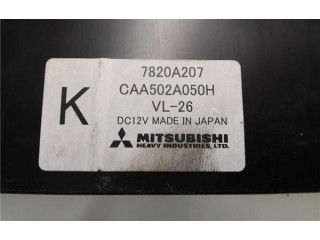 K
7820A207
CAA502A050H
VL-26
DC12V MADE IN JAPAN
MITSUBISHI
HEAVY INDUSTRIES, LTD.